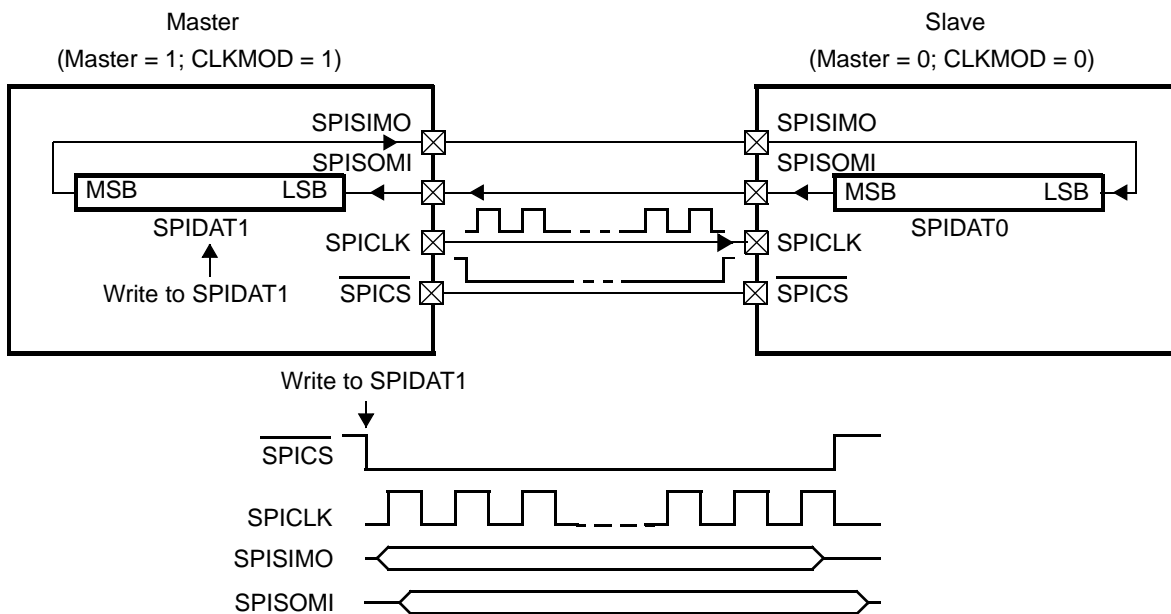 Master
(Master = 1; CLKMOD = 1)
Slave
(Master = 0; CLKMOD = 0)
SPISIMO
SPISIMO
SPISOMI
SPISOMI
MSB LSB
MSB LSB
SPIDAT1
SPIDAT0
SPICLK
SPICLK
Write to SPIDAT1
SPICS
SPICS
Write to SPIDAT1
SPICS
SPICLK
SPISIMO
SPISOMI